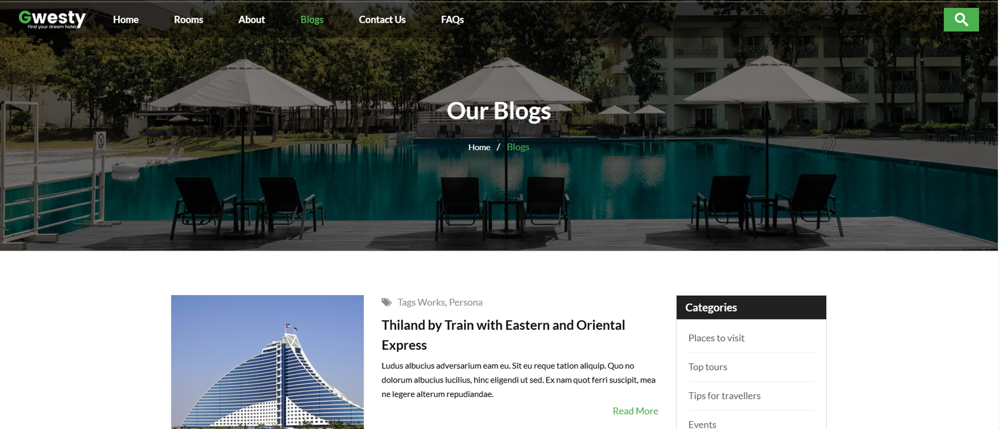 Gwesty
Find your dream hotel
Home Rooms About Blogs Contact Us FAQs
Our Blogs
Home / Blogs
Tags Works, Persona
Thiland by Train with Eastern and Oriental
Express
Ludus albucius adversarium eam eu. Sit eu reque tation aliquip. Quo no
dolorum albucius lucilius, hinc eligendi ut sed. Ex nam quot ferri suscipit, mea
ne legere alterum repudiandae.
Read More
Categories
Places to visit
Top tours
Tips for travellers
Events